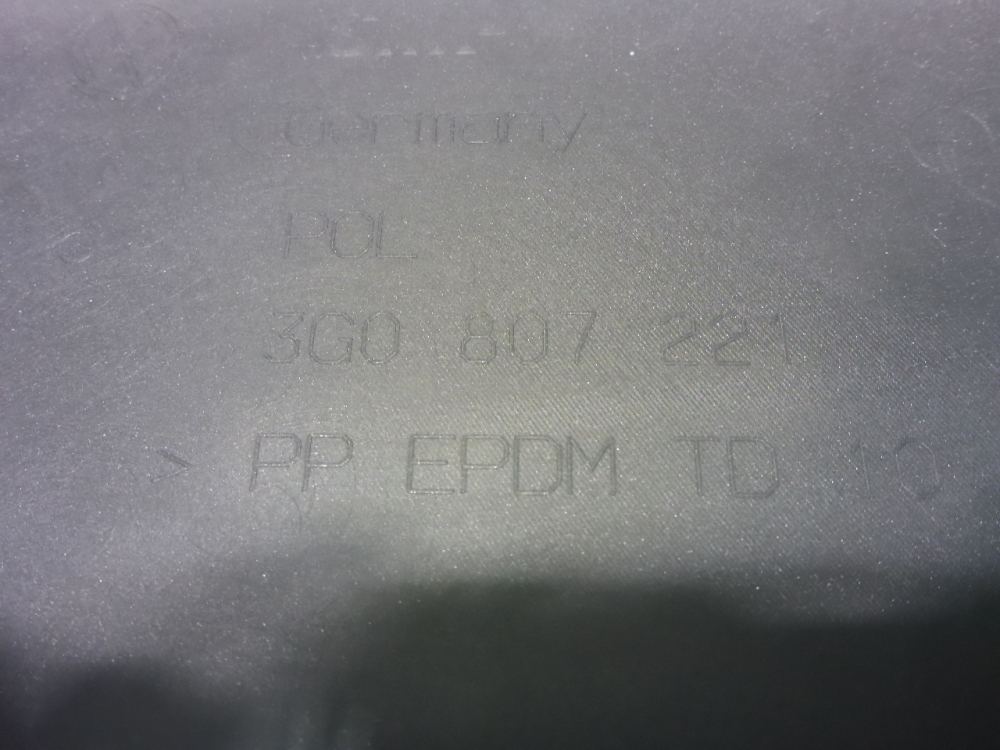 Germany
POL
3G0 807 221
> PP EPDM TD 10